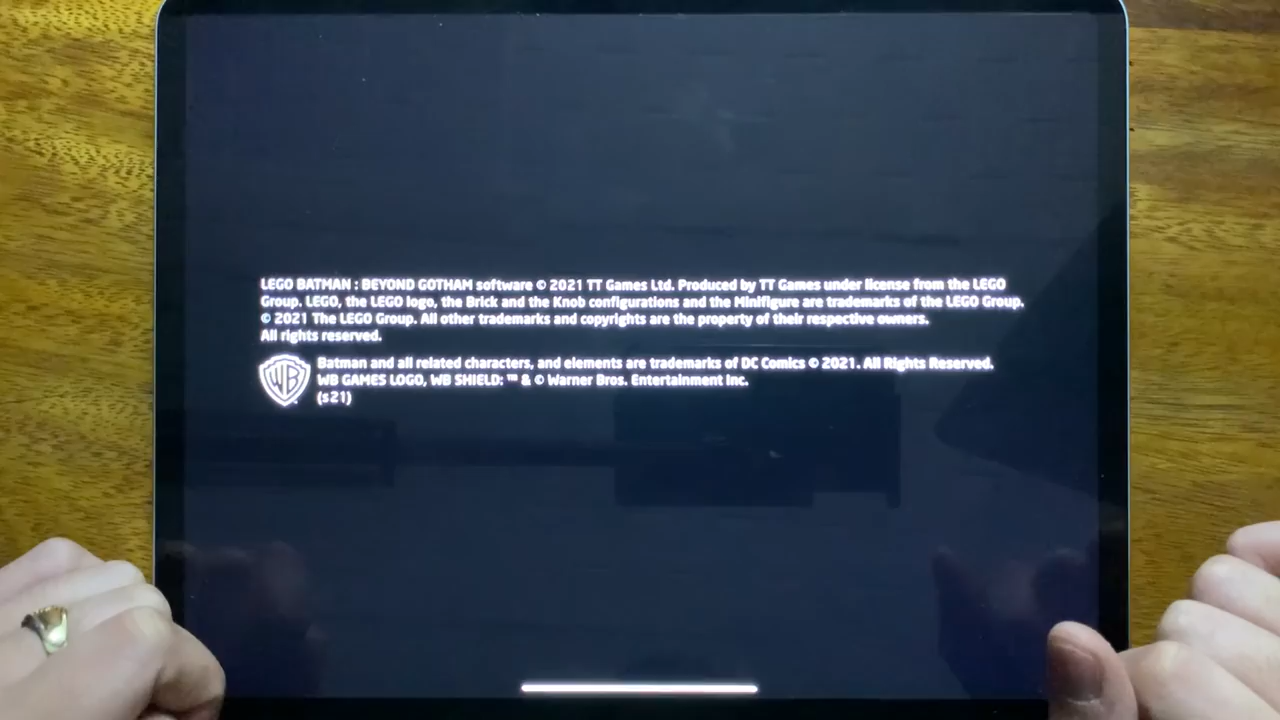 LEGO BATMAN : BEYOND GOTHAM software © 2021 TT Games Ltd. Produced by TT Games under license from the LEGO
Group. LEGO, the LEGO logo, the Brick and the Knob configurations and the Minifigure are trademarks of the LEGO Group.
© 2021 The LEGO Group. All other trademarks and copyrights are the property of their respective owners.
All rights reserved.
WB
Batman and all related characters, and elements are trademarks of DC Comics © 2021. All Rights Reserved.
WB GAMES LOGO, WB SHIELD: ™ & © Warner Bros. Entertainment Inc.
(s21)